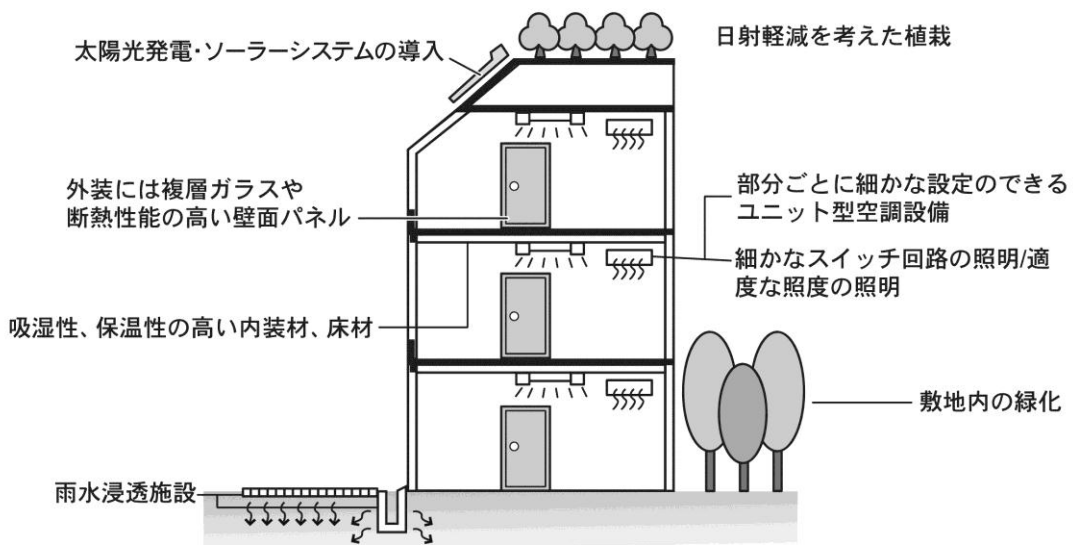 太陽光発電・ソーラーシステムの導入
日射軽減を考えた植栽
外装には複層ガラスや
断熱性能の高い壁面パネル
部分ごとに細かな設定のできる
ユニット型空調設備
細かなスイッチ回路の照明/適
度な照度の照明
吸湿性、保温性の高い内装材、床材
敷地内の緑化
雨水浸透施設